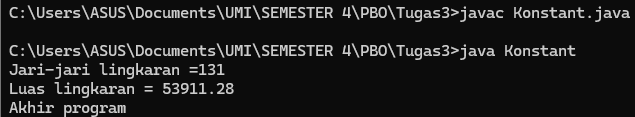 C:\Users\ASUS\Documents\UMI\SEMESTER 4\PBO\Tugas3>javac Konstant.java
C:\Users\ASUS\Documents\UMI\SEMESTER 4\PBO\Tugas3>java Konstant
Jari-jari lingkaran =131
Luas lingkaran = 53911.28
Akhir program